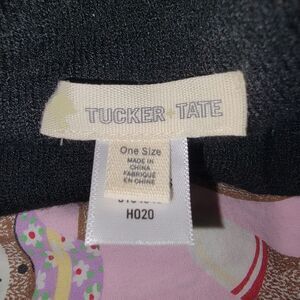 TUCKER+TATE
One Size
MADE IN
CHINA
FABRIQUÉ
EN CHINE
H020